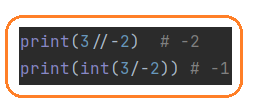 print(3//-2)  # -2
print(int(3/-2)) # -1